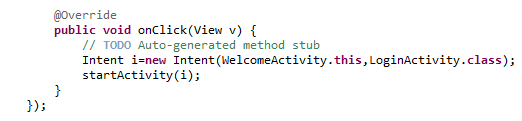 @Override
public void onClick(View v) {
// TODO Auto-generated method stub
Intent i=new Intent(WelcomeActivity.this,LoginActivity.class);
startActivity(i);
}
});